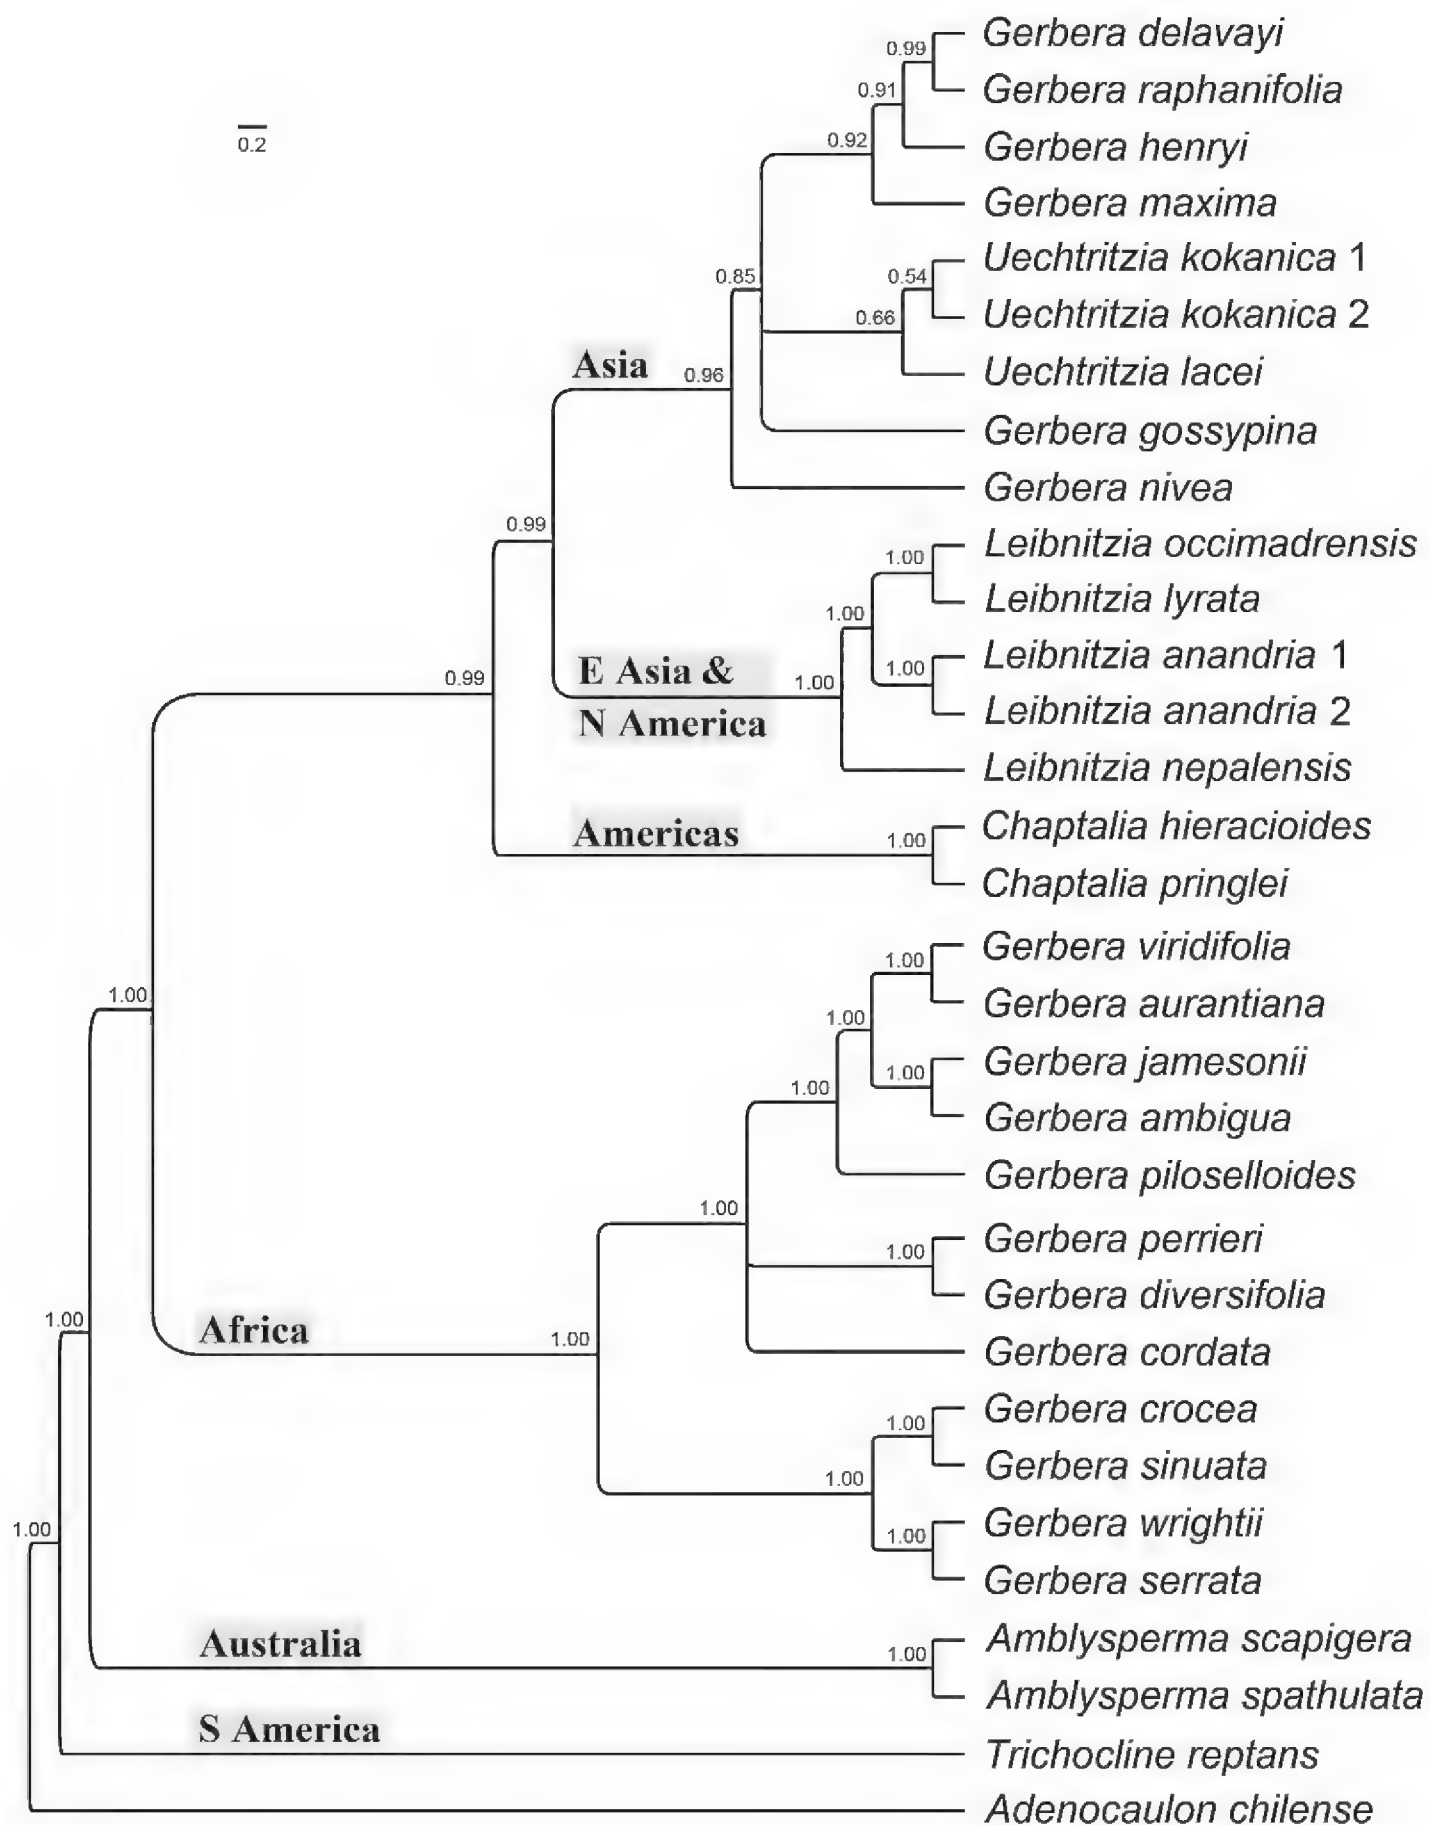 Gerbera delavayi
0.99
Gerbera raphanifolia
0.91
0.2
0.92
Gerbera henryi
Gerbera maxima
Uechtritzia kokanica 1
0.85
0.54
Uechtritzia kokanica 2
0.66
Asia
0.96
Uechtritzia lacei
Gerbera gossypina
Gerbera nivea
0.99
Leibnitzia occimadrensis
1.00
Leibnitzia lyrata
1.00
Leibnitzia anandria 1
E Asia &
0.99
1.00
1.00
Leibnitzia anandria 2
N America
Leibnitzia nepalensis
Chaptalia hieracioides
Americas
1.00
Chaptalia pringlei
Gerbera viridifolia
1.00
1.00
Gerbera aurantiana
1.00
Gerbera jamesonii
1.00
1.00
Gerbera ambigua
Gerbera piloselloides
1.00
Gerbera perrieri
1.00
Gerbera diversifolia
1.00
Africa
1.00
Gerbera cordata
Gerbera crocea
1.00
Gerbera sinuata
1.00
Gerbera wrightii
1.00
1.00
Gerbera serrata
Australia
1.00
Amblysperma scapigera
Amblysperma spathulata
S America
Trichocline reptans
Adenocaulon chilense